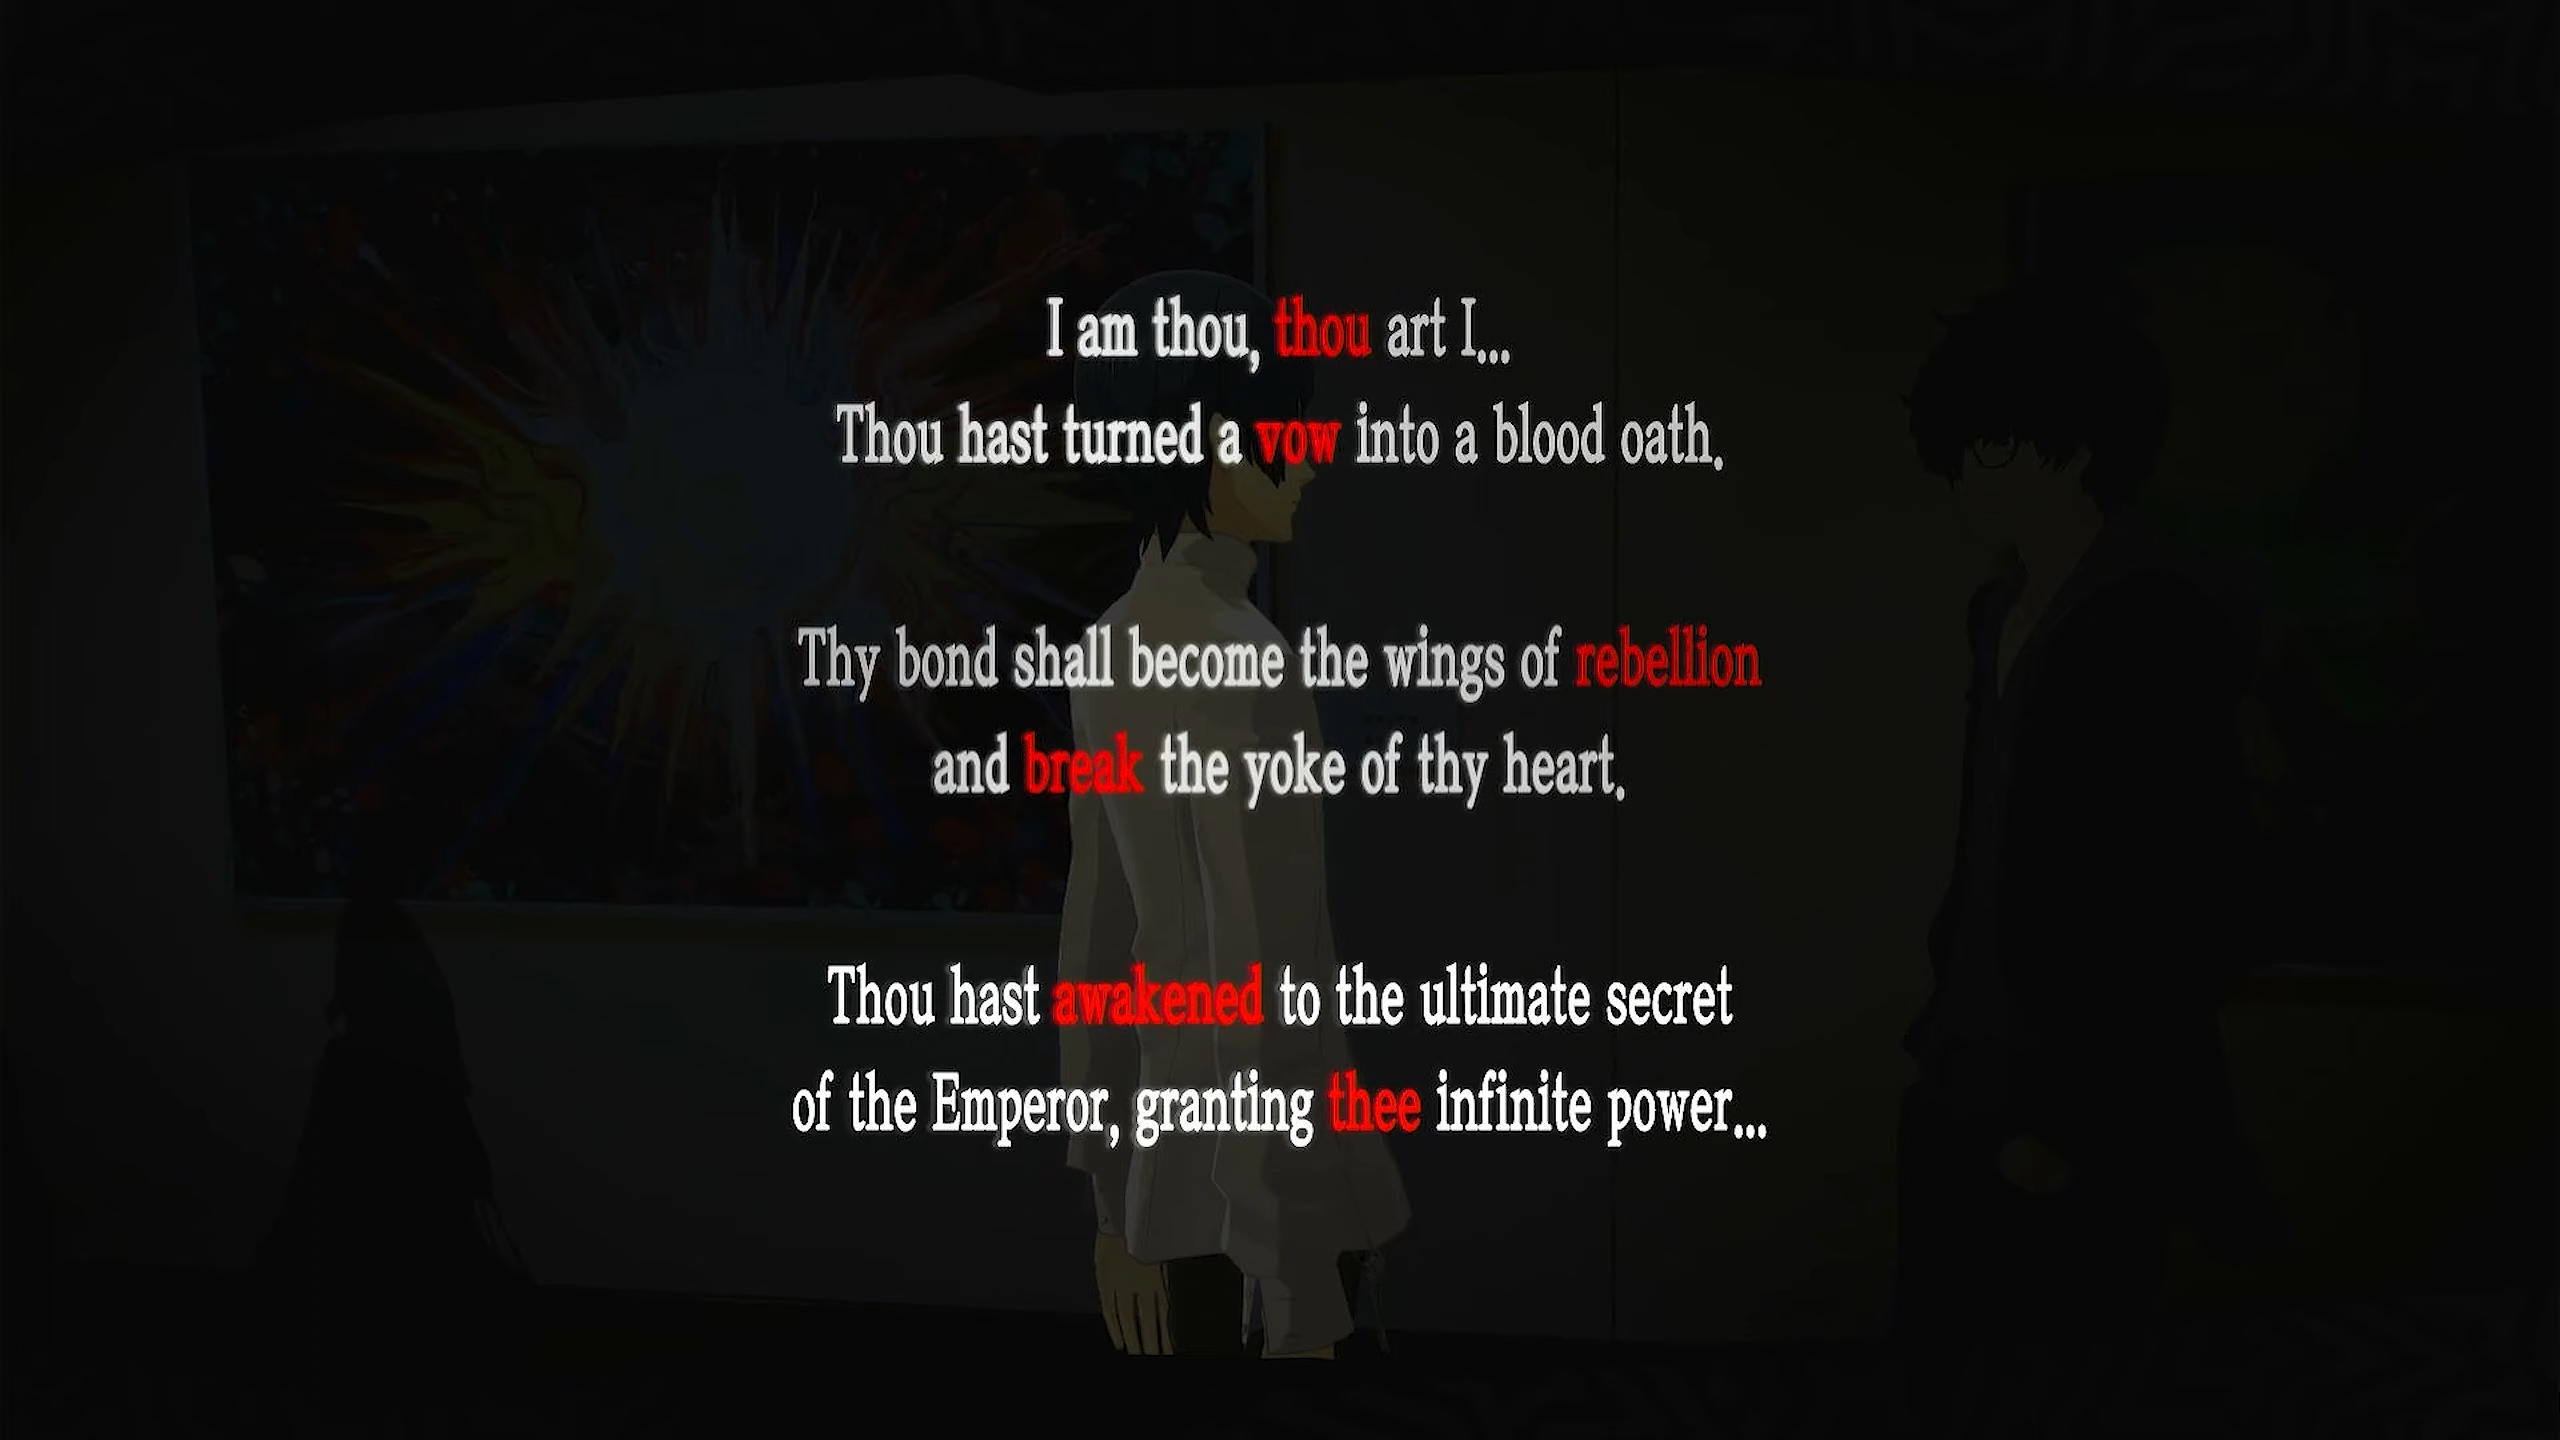 I am thou, thou art I...
Thou hast turned a vow into a blood oath.
Thy bond shall become the wings of rebellion
and break the yoke of thy heart.
Thou hast awakened to the ultimate secret
of the Emperor, granting thee infinite power...